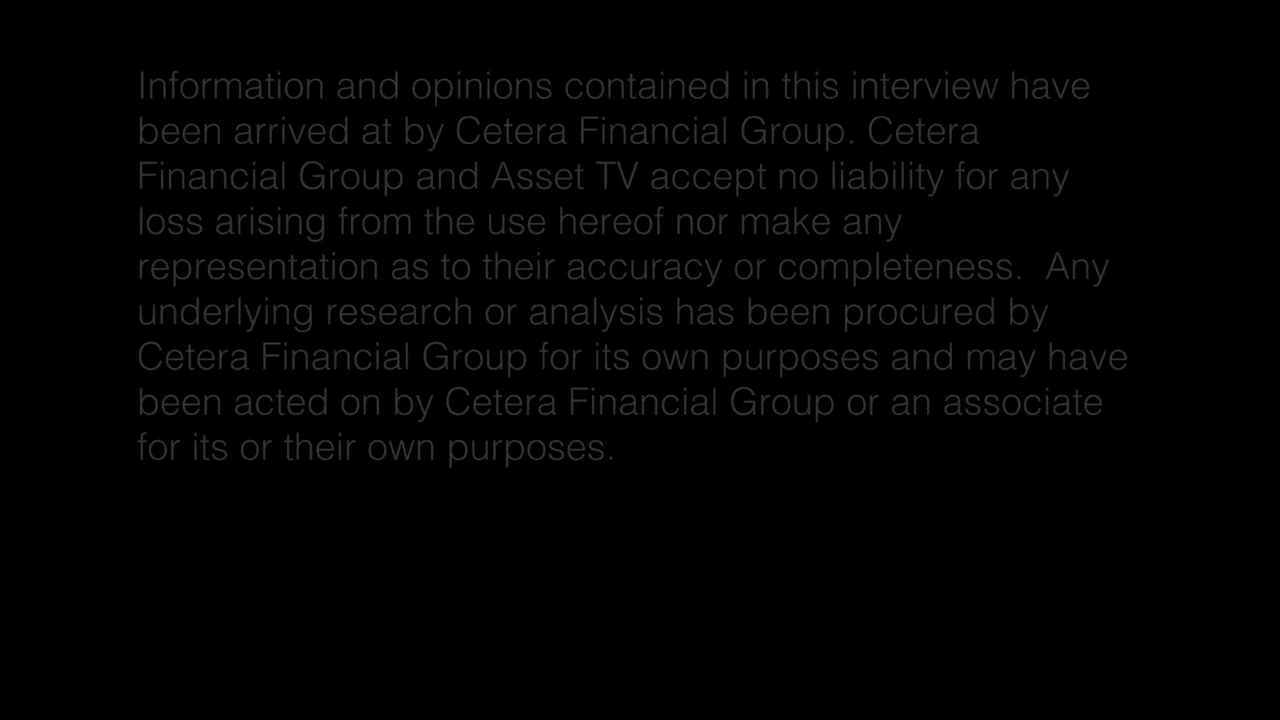 Information and opinions contained in this interview have
been arrived at by Cetera Financial Group. Cetera
Financial Group and Asset TV accept no liability for any
loss arising from the use hereof nor make any
representation as to their accuracy or completeness.  Any
underlying research or analysis has been procured by
Cetera Financial Group for its own purposes and may have
been acted on by Cetera Financial Group or an associate
for its or their own purposes.